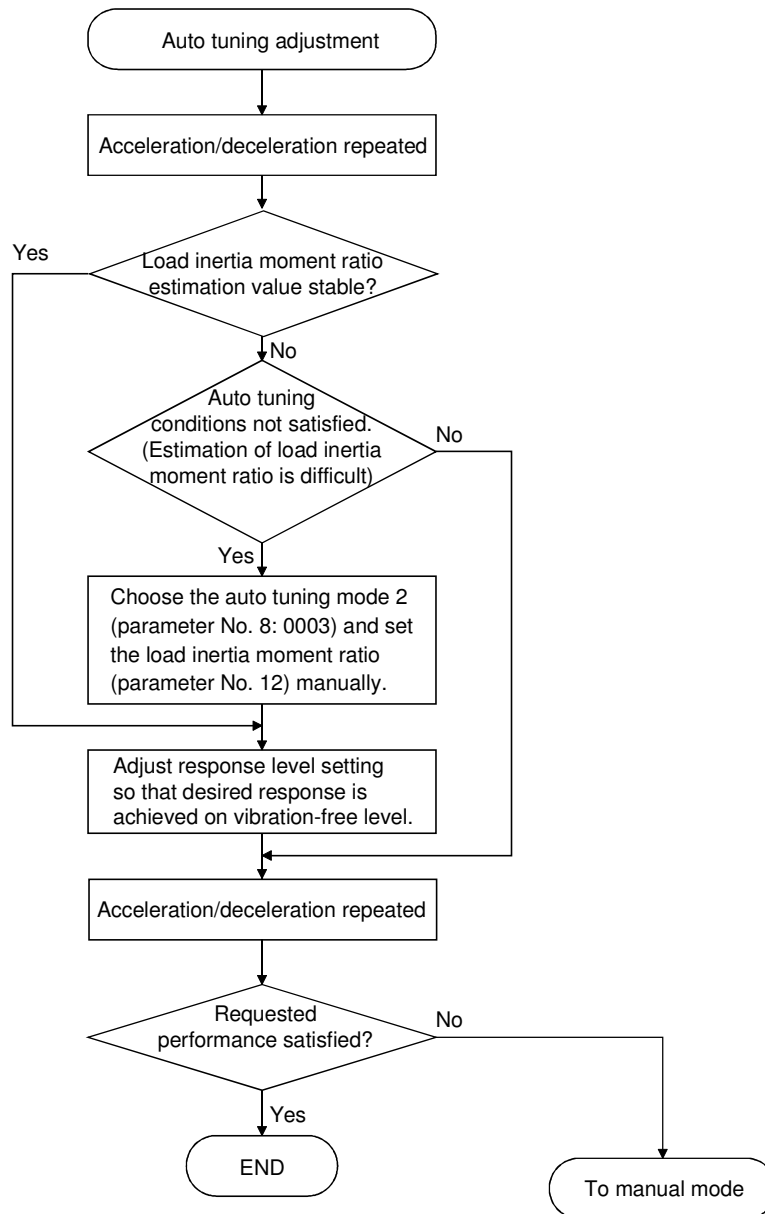 Auto tuning adjustment
Acceleration/deceleration repeated
Yes
Load inertia moment ratio
estimation value stable?
No
Auto tuning
conditions not satisfied.
(Estimation of load inertia
moment ratio is difficult)
No
Yes
Choose the auto tuning mode 2
(parameter No. 8: 0003) and set
the load inertia moment ratio
(parameter No. 12) manually.
Adjust response level setting
so that desired response is
achieved on vibration-free level.
Acceleration/deceleration repeated
Requested
performance satisfied?
No
Yes
END
To manual mode